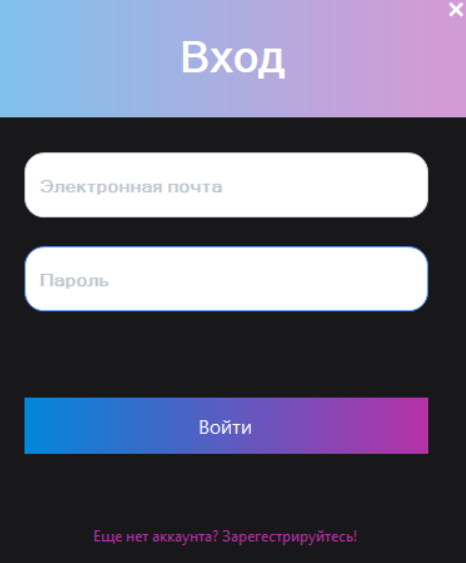 Вход
Электронная почта
Пароль
Войти
Еще нет аккаунта? Зарегестрируйтесь!